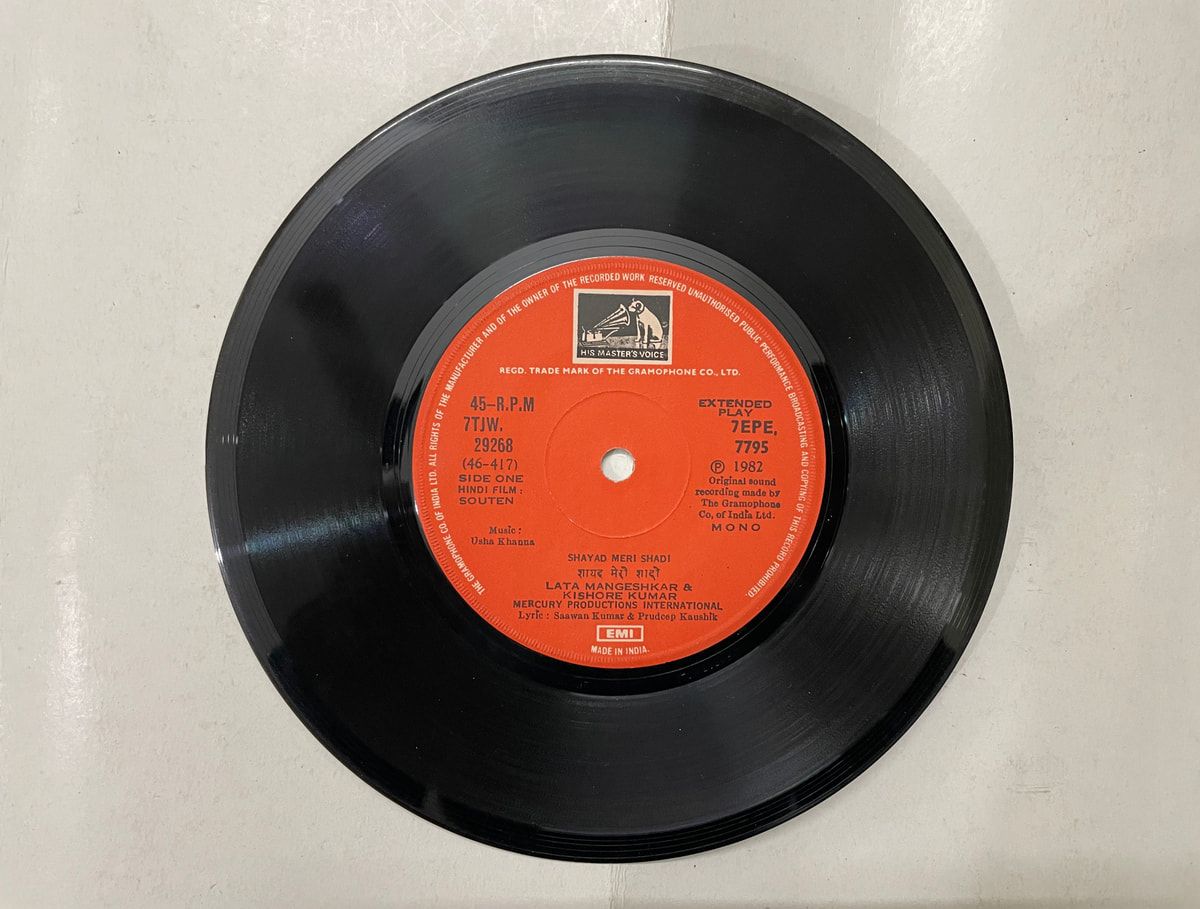 THE GRAMOPHONE CO. OF INDIA LTD. ALL RIGHTS OF THE MANUFACTURER AND OF THE OWNER OF THE RECORDED WORK RESERVED UNAUTHORISED PUBLIC PERFORMANCE BROADCASTING AND COPYING OF THIS RECORD PROHIBITED.
HIS MASTER'S VOICE
REGD. TRADE MARK OF THE GRAMOPHONE CO., LTD.
45-R.P.M
7TJW.
29268
(46-417)
SIDE ONE
HINDI FILM :
SOUTEN
Music :
Usha Khanna
EXTENDED
PLAY
7EPE,
7795
℗ 1982
Original sound
recording made by
The Gramophone
Co, of India Ltd.
MONO
SHAYAD MERI SHADI
शायद मेरी शादी
LATA MANGESHKAR &
KISHORE KUMAR
MERCURY PRODUCTIONS INTERNATIONAL
Lyric : Saawan Kumar & Prudeep Kaushik
EMI
MADE IN INDIA.